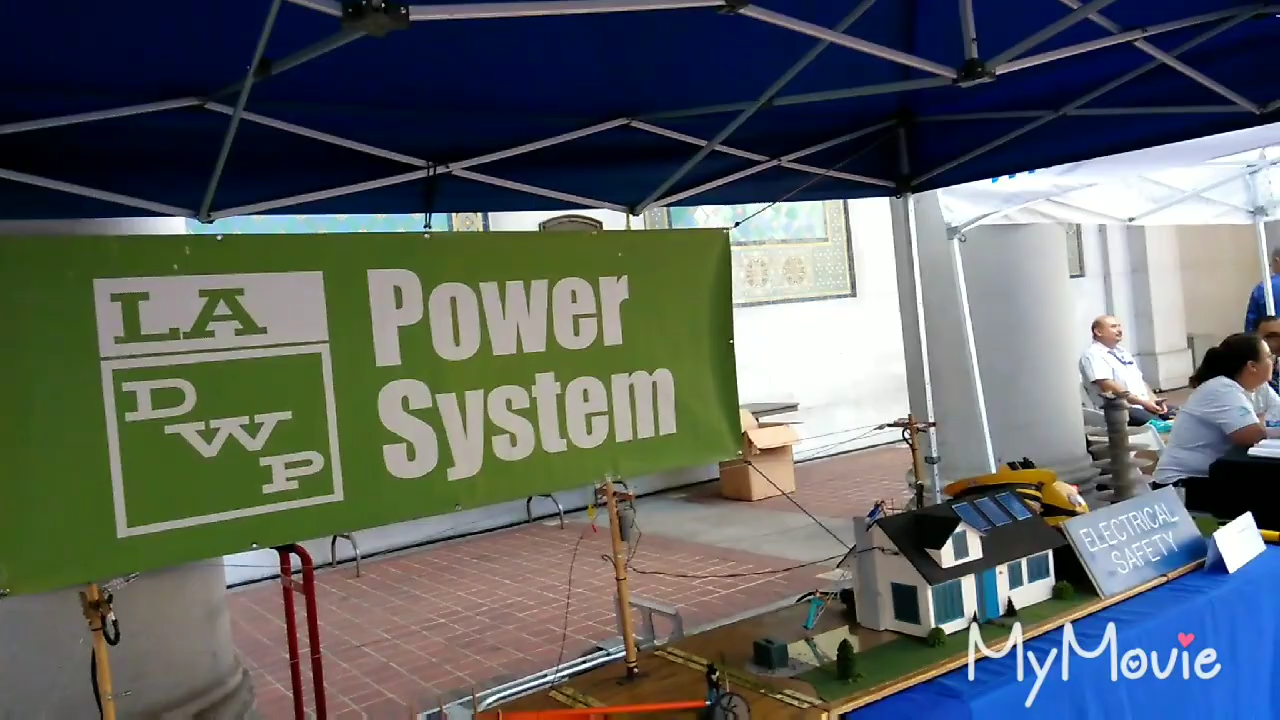 LA
DWP
Power
System
ELECTRICAL
SAFETY
MyMovie